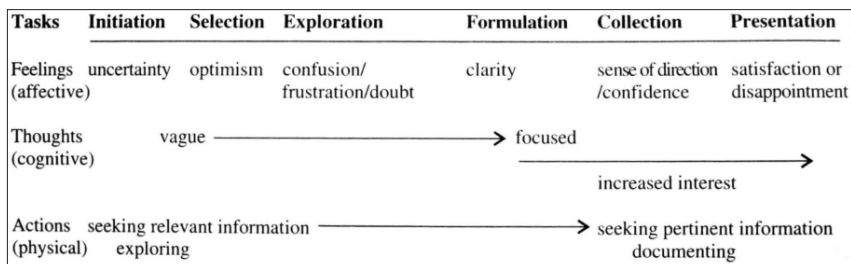 Tasks Initiation Selection Exploration Formulation Collection Presentation
Feelings uncertainty optimism confusion/ clarity sense of direction satisfaction or
(affective) frustration/doubt /confidence disappointment
Thoughts vague focused
(cognitive)
increased interest
Actions seeking relevant information seeking pertinent information
(physical) exploring documenting